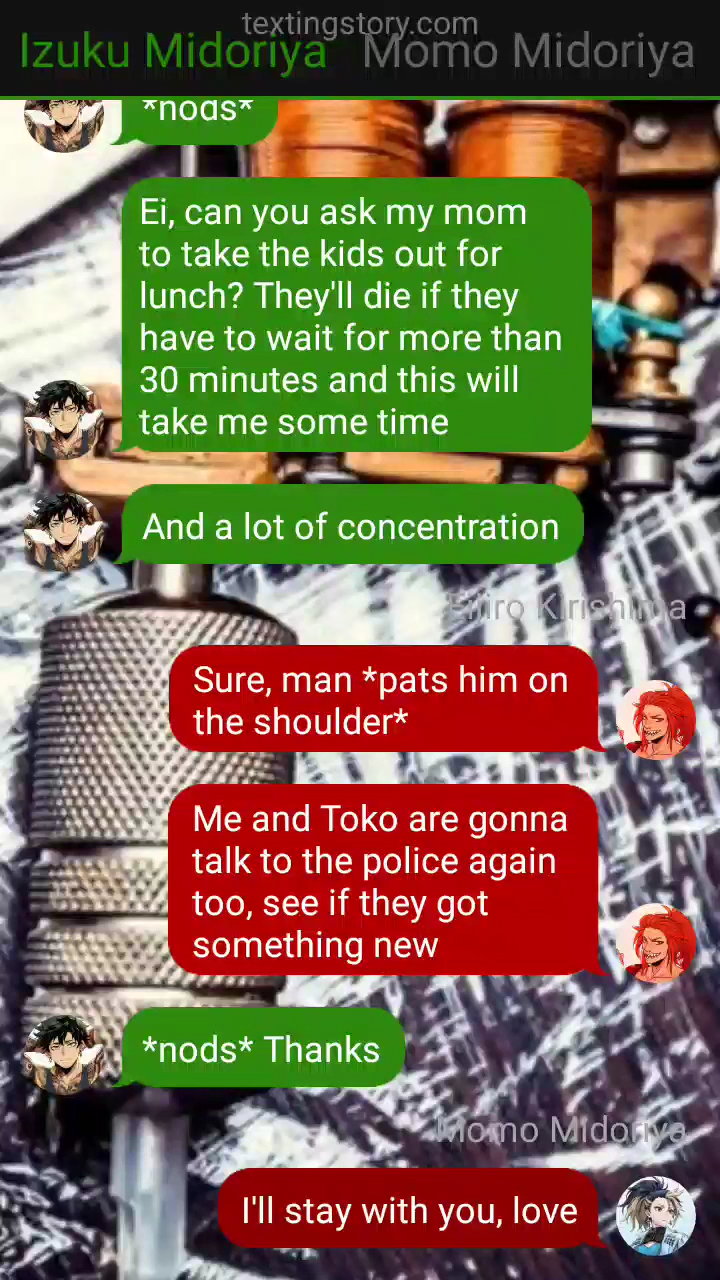 textingstory.com
Izuku Midoriya Momo Midoriya
*nods*
Ei, can you ask my mom
to take the kids out for
lunch? They'll die if they
have to wait for more than
30 minutes and this will
take me some time
And a lot of concentration
Eijiro Kirishima
Sure, man *pats him on
the shoulder*
Me and Toko are gonna
talk to the police again
too, see if they got
something new
*nods* Thanks
Momo Midoriya
I'll stay with you, love